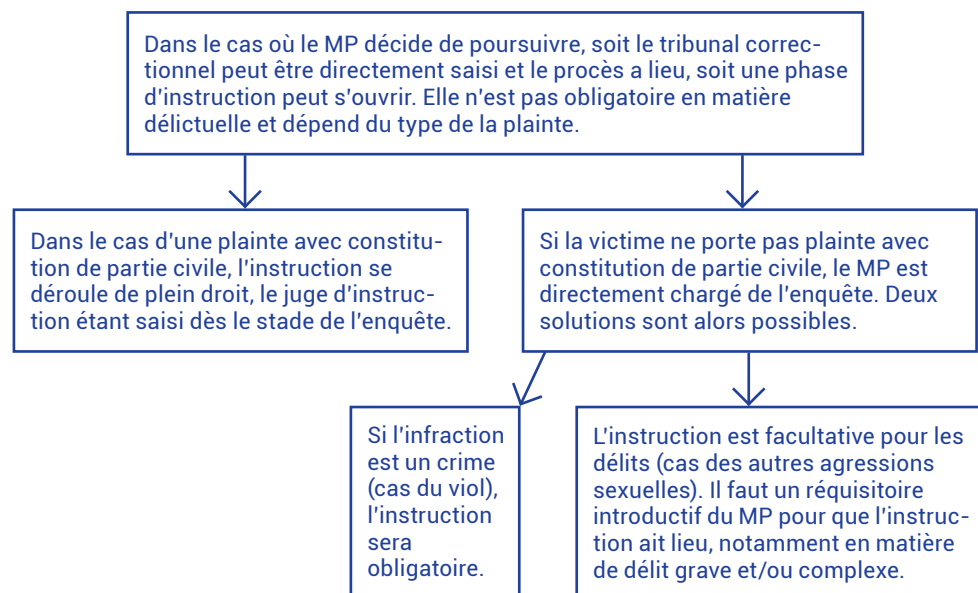 Dans le cas où le MP décide de poursuivre, soit le tribunal correc-
tionnel peut être directement saisi et le procès a lieu, soit une phase
d'instruction peut s'ouvrir. Elle n'est pas obligatoire en matière
délictuelle et dépend du type de la plainte.
Dans le cas d'une plainte avec constitu-
tion de partie civile, l'instruction se
déroule de plein droit, le juge d'instruc-
tion étant saisi dès le stade de l'enquête.
Si la victime ne porte pas plainte avec
constitution de partie civile, le MP est
directement chargé de l'enquête. Deux
solutions sont alors possibles.
Si l'infraction
est un crime
(cas du viol),
l'instruction
sera
obligatoire.
L'instruction est facultative pour les
délits (cas des autres agressions
sexuelles). Il faut un réquisitoire
introductif du MP pour que l'instruc-
tion ait lieu, notamment en matière
de délit grave et/ou complexe.